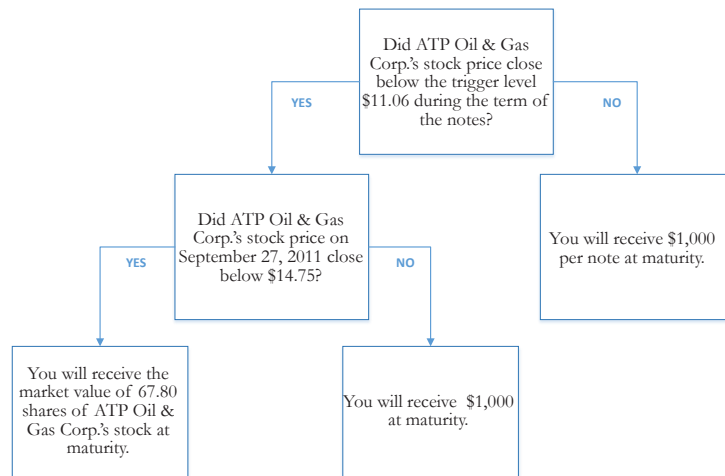 Did ATP Oil & Gas
Corp.'s stock price close
below the trigger level
$11.06 during the term of
the notes?
YES
NO
Did ATP Oil & Gas
Corp.'s stock price on
September 27, 2011 close
below $14.75?
You will receive $1,000
per note at maturity.
YES
NO
You will receive the
market value of 67.80
shares of ATP Oil &
Gas Corp.'s stock at
maturity.
You will receive $1,000
at maturity.